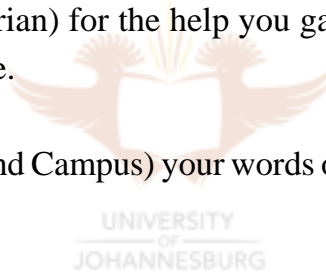 rian) for the help you ga
e.
nd Campus) your words o
UNIVERSITY
OF
JOHANNESBURG